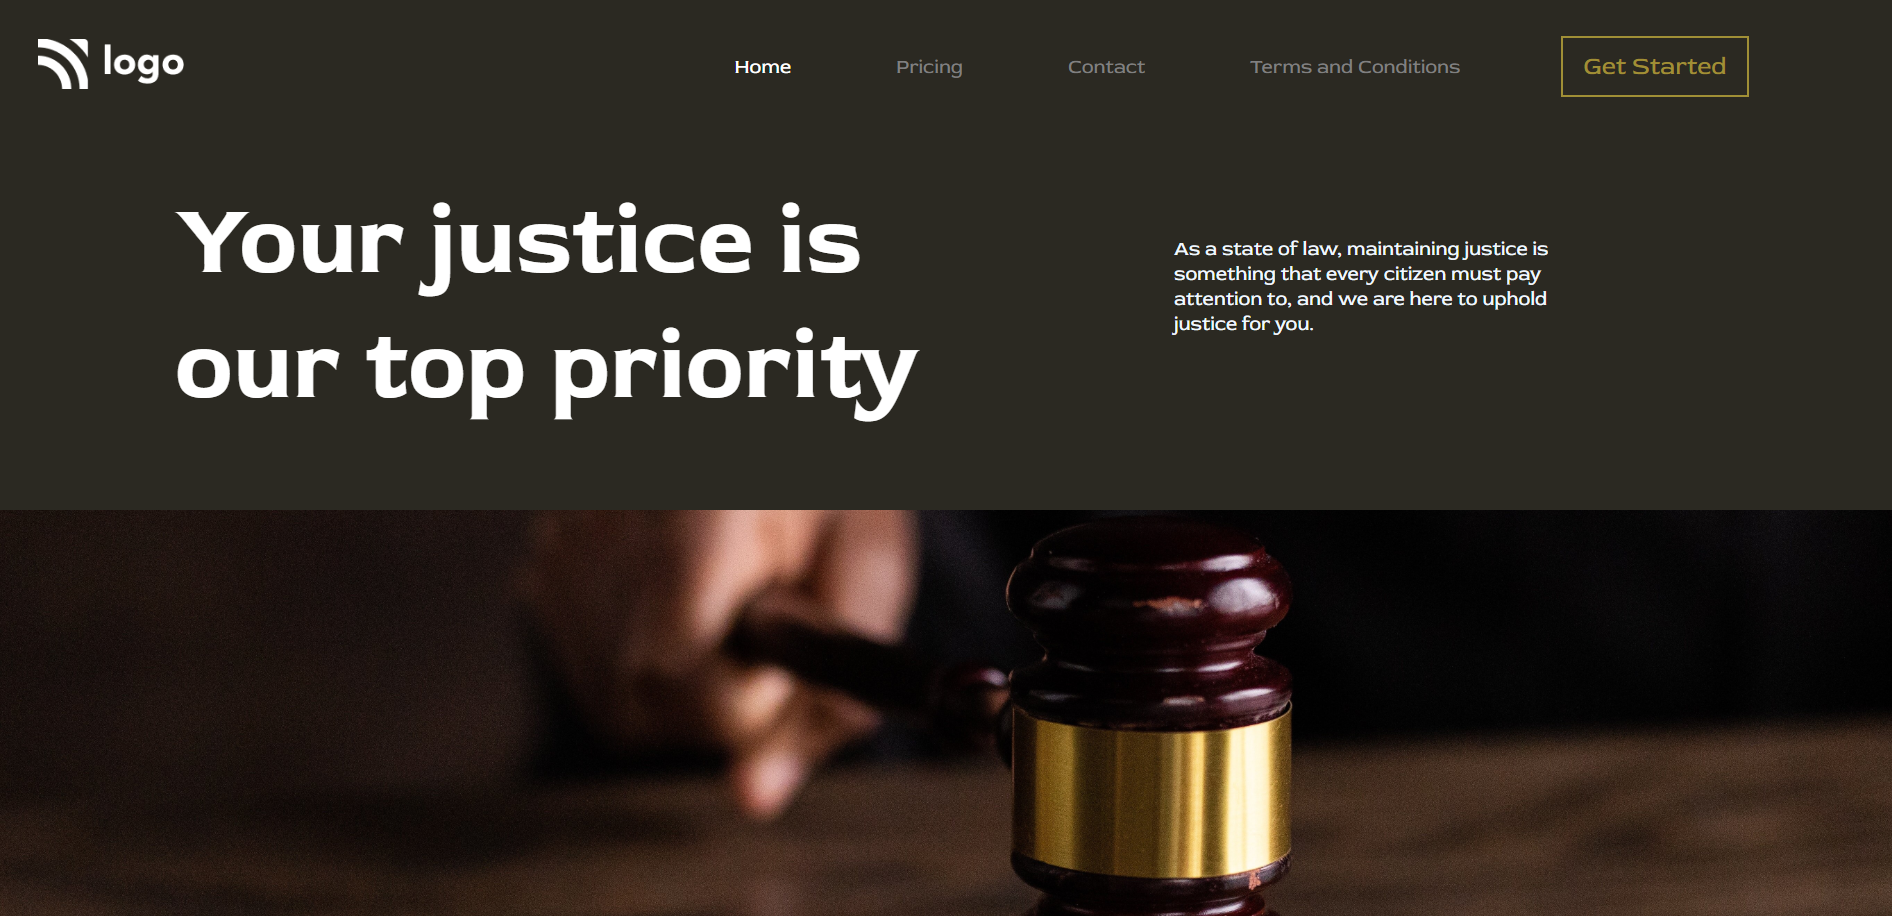 logo
Home
Pricing
Contact
Terms and Conditions
Get Started
Your justice is
our top priority
As a state of law, maintaining justice is
something that every citizen must pay
attention to, and we are here to uphold
justice for you.